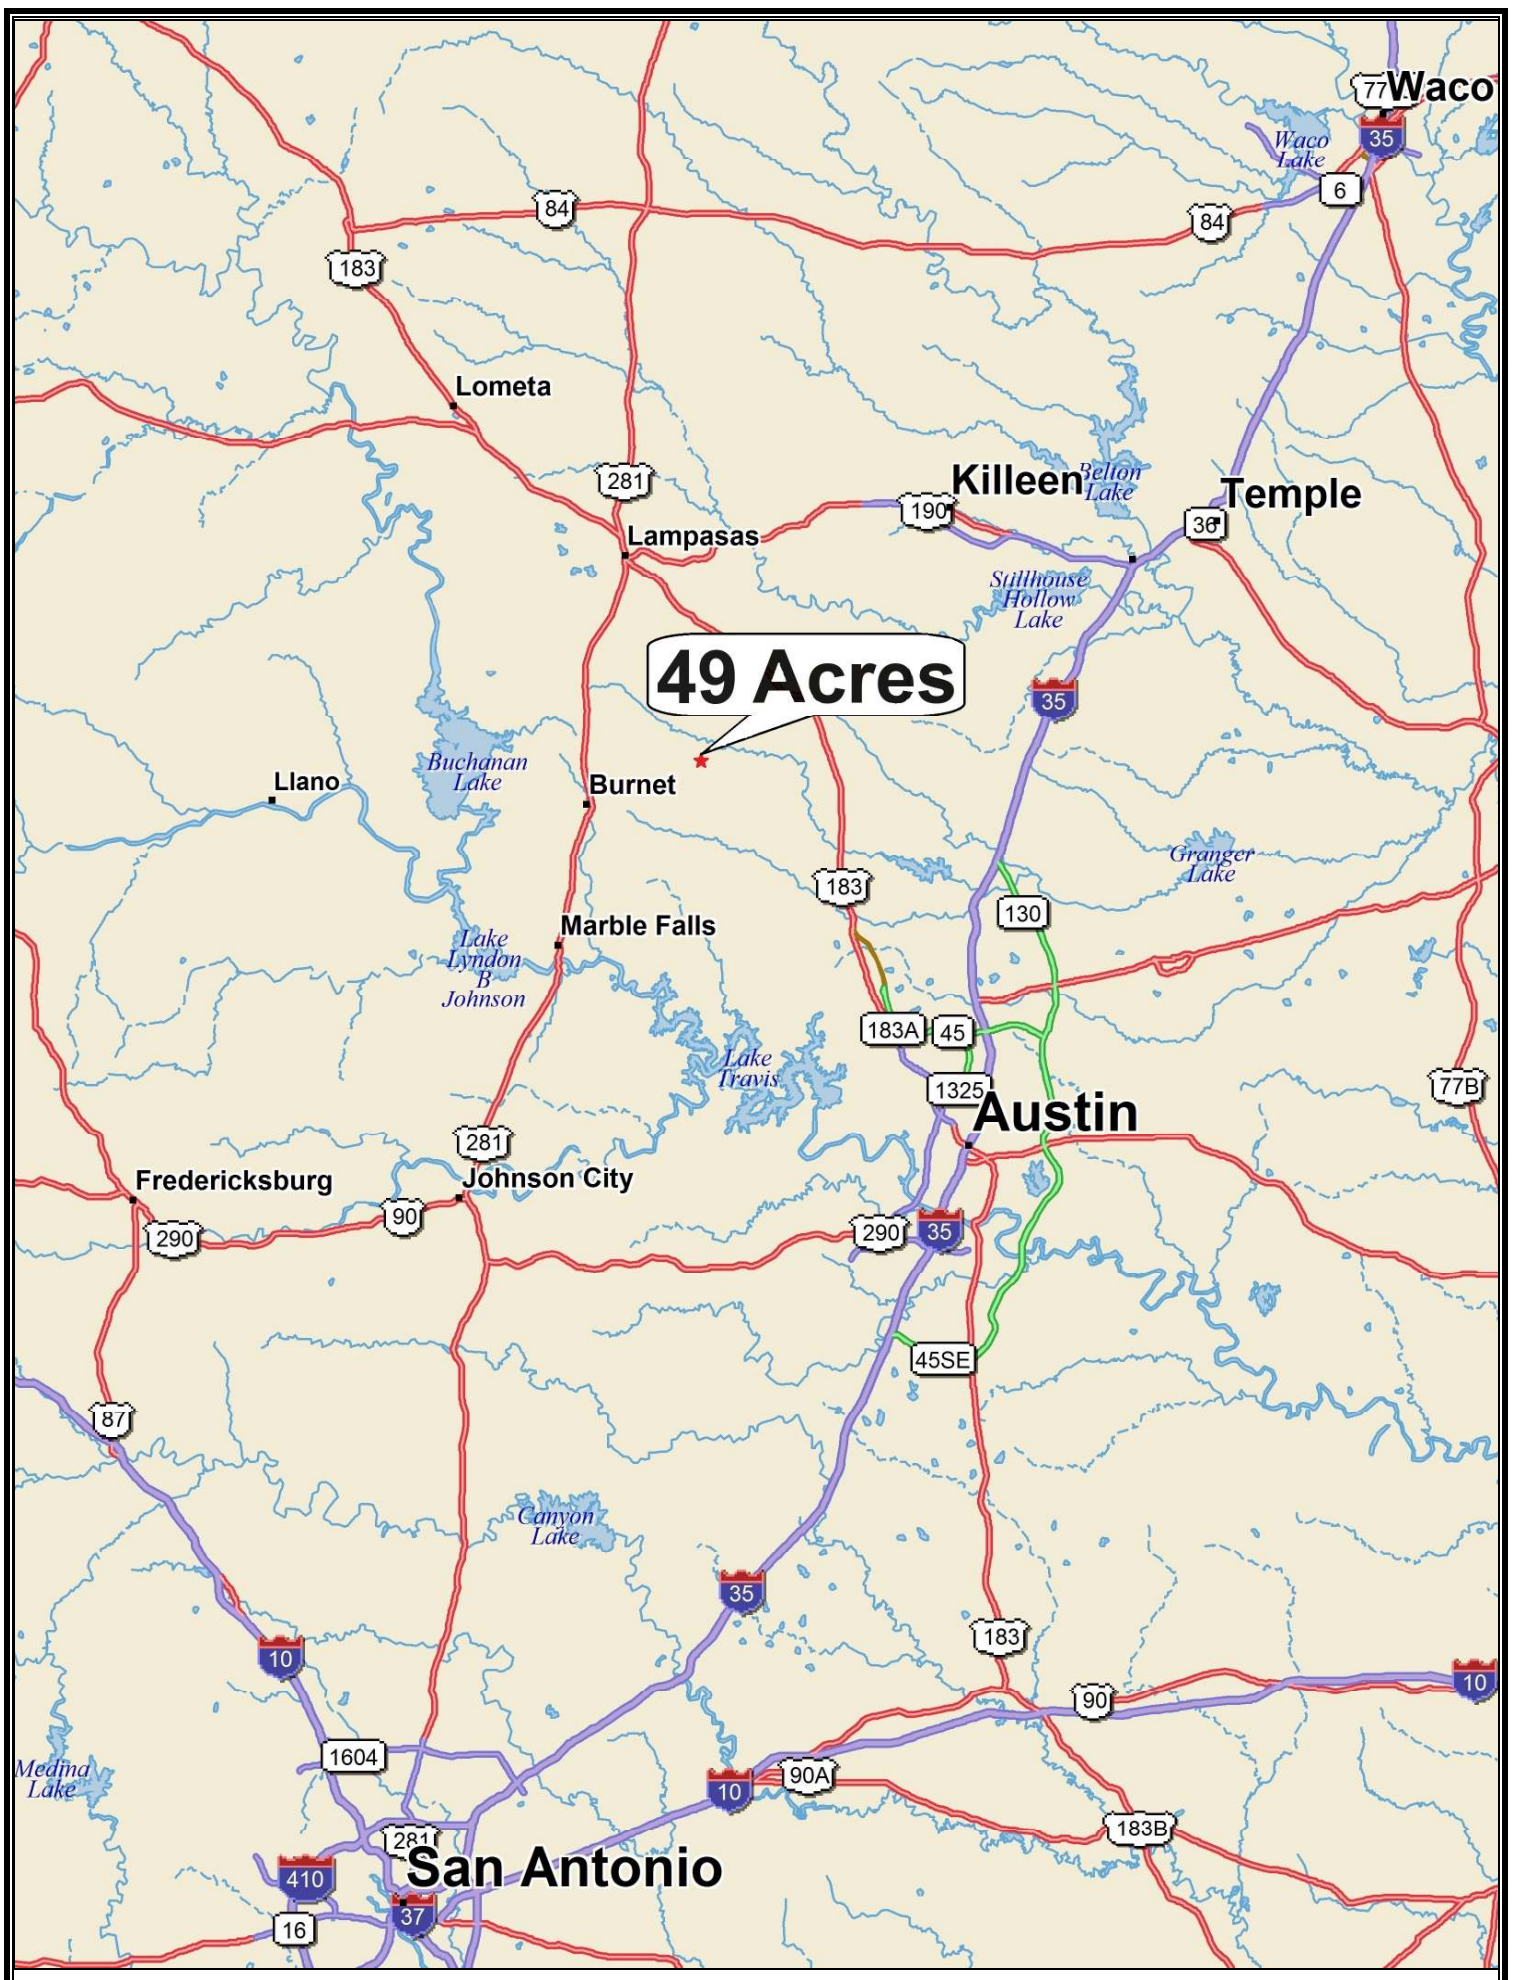 77
Waco
35
Waco
Lake
6
84
84
183
Lometa
281
Killeen
Belton
Lake
190
Temple
36
Lampasas
Stillhouse
Hollow
Lake
49 Acres
35
Buchanan
Lake
Llano
Burnet
Granger
Lake
183
130
Marble Falls
Lake
Lyndon
B
Johnson
183A
45
Lake
Travis
1325
77B
Austin
281
Fredericksburg
Johnson City
90
290
290
35
45SE
87
Canyon
Lake
35
183
10
90
10
1604
Medina
Lake
90A
10
183B
281
San Antonio
410
37
16